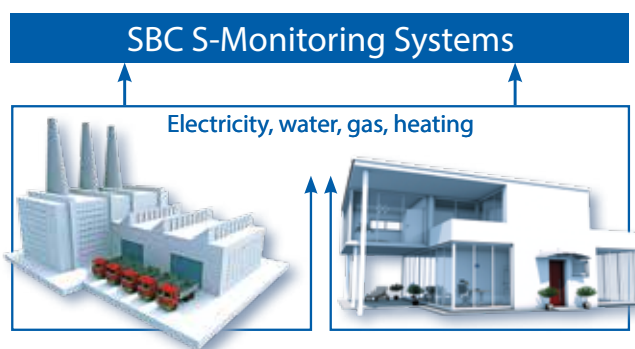 SBC S-Monitoring Systems
Electricity, water, gas, heating